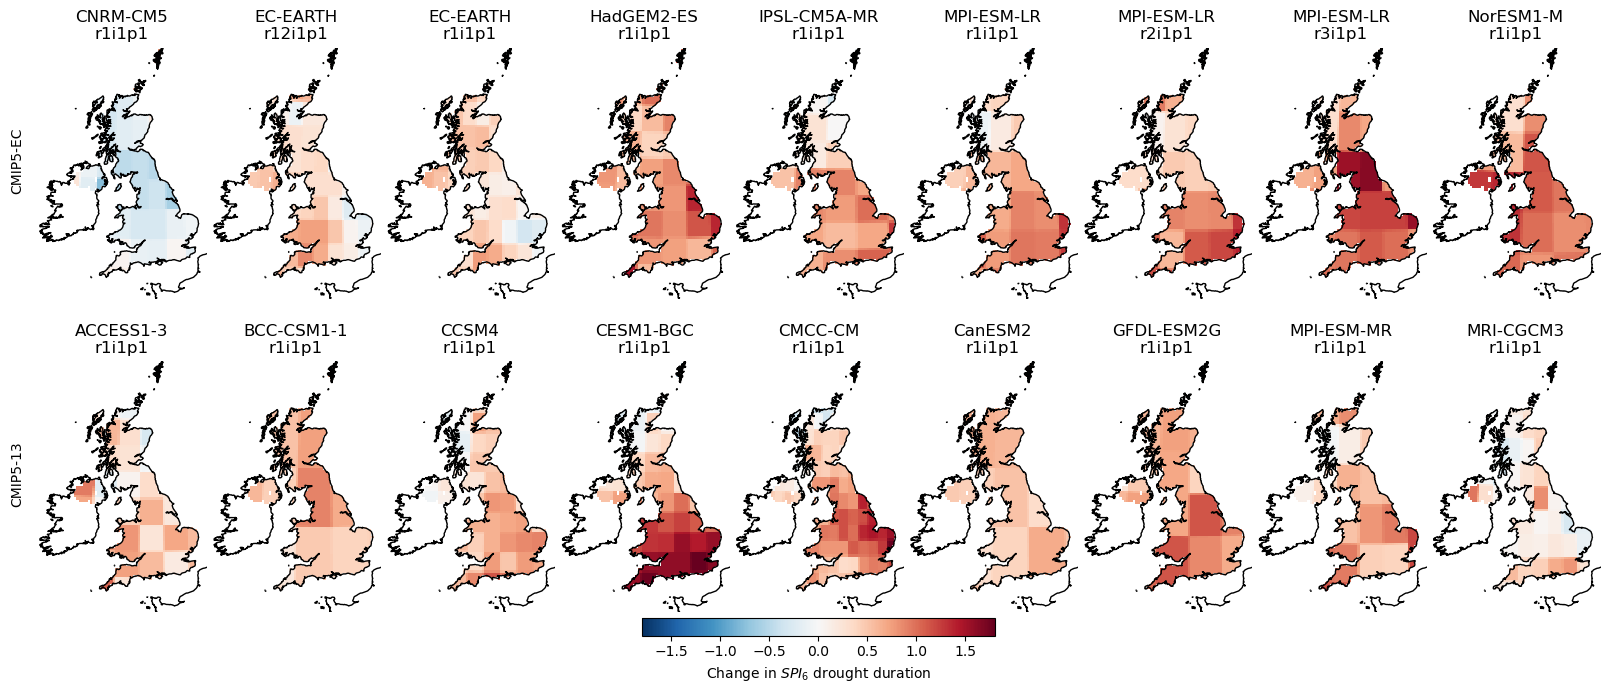 CNRM-CM5 EC-EARTH EC-EARTH HadGEM2-ES IPSL-CM5A-MR MPI-ESM-LR MPI-ESM-LR MPI-ESM-LR NorESM1-M
r1i1p1 r12i1p1 r1i1p1 r1i1p1 r1i1p1 r1i1p1 r2i1p1 r3i1p1 r1i1p1
CMIP5-EC
ACCESS1-3 BCC-CSM1-1 CCSM4 CESM1-BGC CMCC-CM CanESM2 GFDL-ESM2G MPI-ESM-MR MRI-CGCM3
r1i1p1 r1i1p1 r1i1p1 r1i1p1 r1i1p1 r1i1p1 r1i1p1 r1i1p1 r1i1p1
CMIP5-13
−1.5 −1.0 −0.5 0.0 0.5 1.0 1.5
Change in SPI₆ drought duration